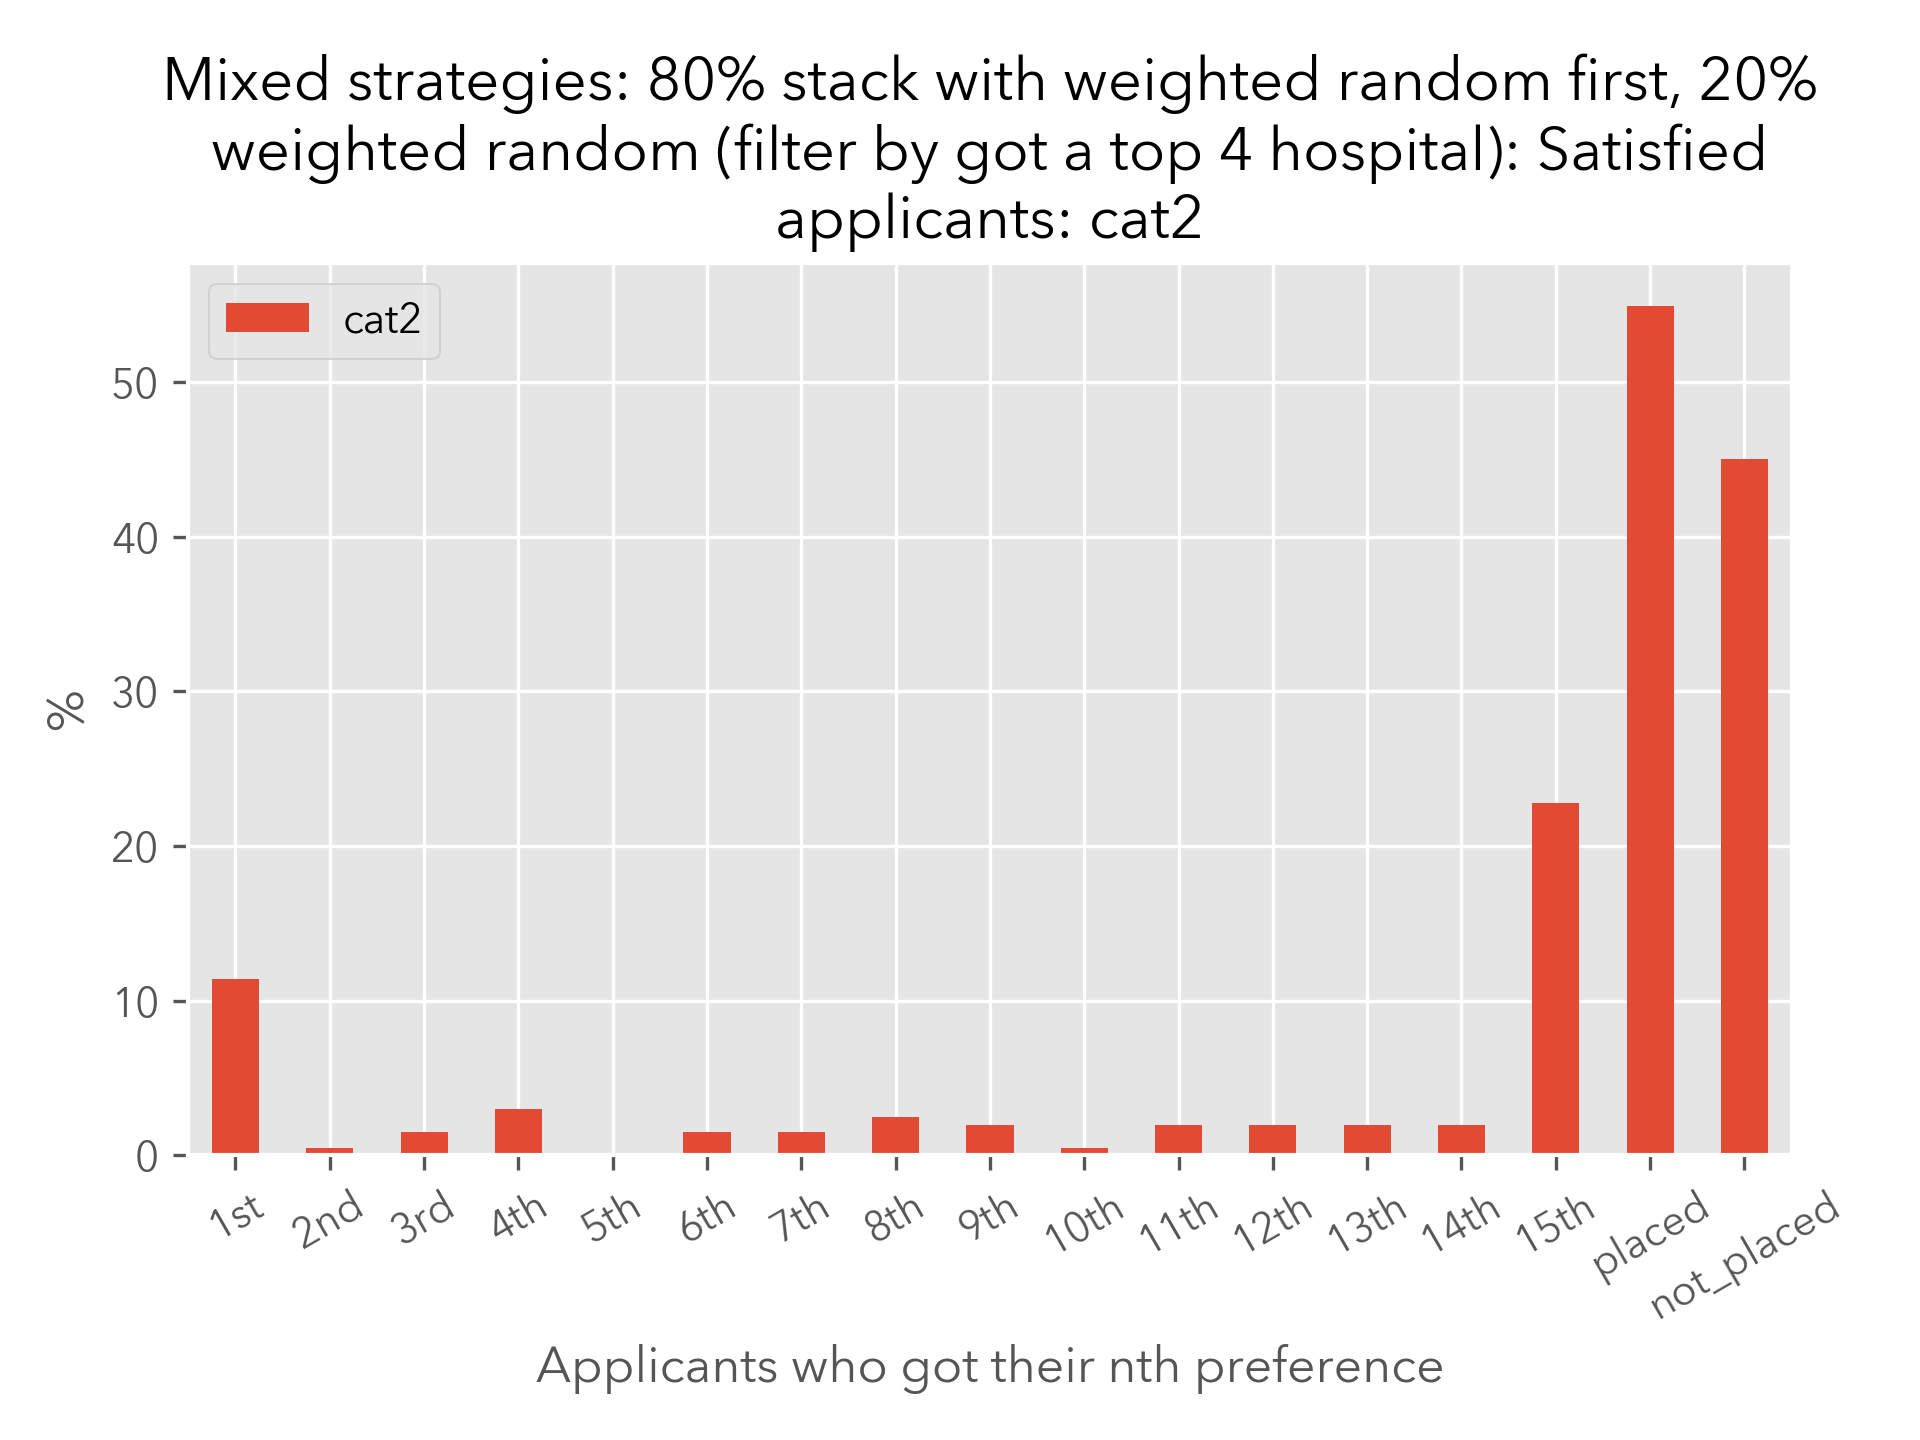 Mixed strategies: 80% stack with weighted random first, 20%
weighted random (filter by got a top 4 hospital): Satisfied
applicants: cat2
cat2
50
40
30
20
10
0
%
1st
2nd
3rd
4th
5th
6th
7th
8th
9th
10th
11th
12th
13th
14th
15th
placed
not_placed
Applicants who got their nth preference